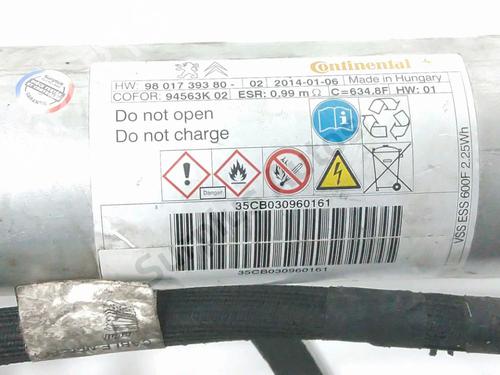 Continental
HW: 98 017 393 80 - 02 2014-01-06 Made in Hungary
COFOR: 94563K 02 ESR: 0,99 mΩ C=634,8F HW: 01
Do not open
Do not charge
Danger
35CB030960161
35CB030960161
VSS ESS 600F 2.25Wh